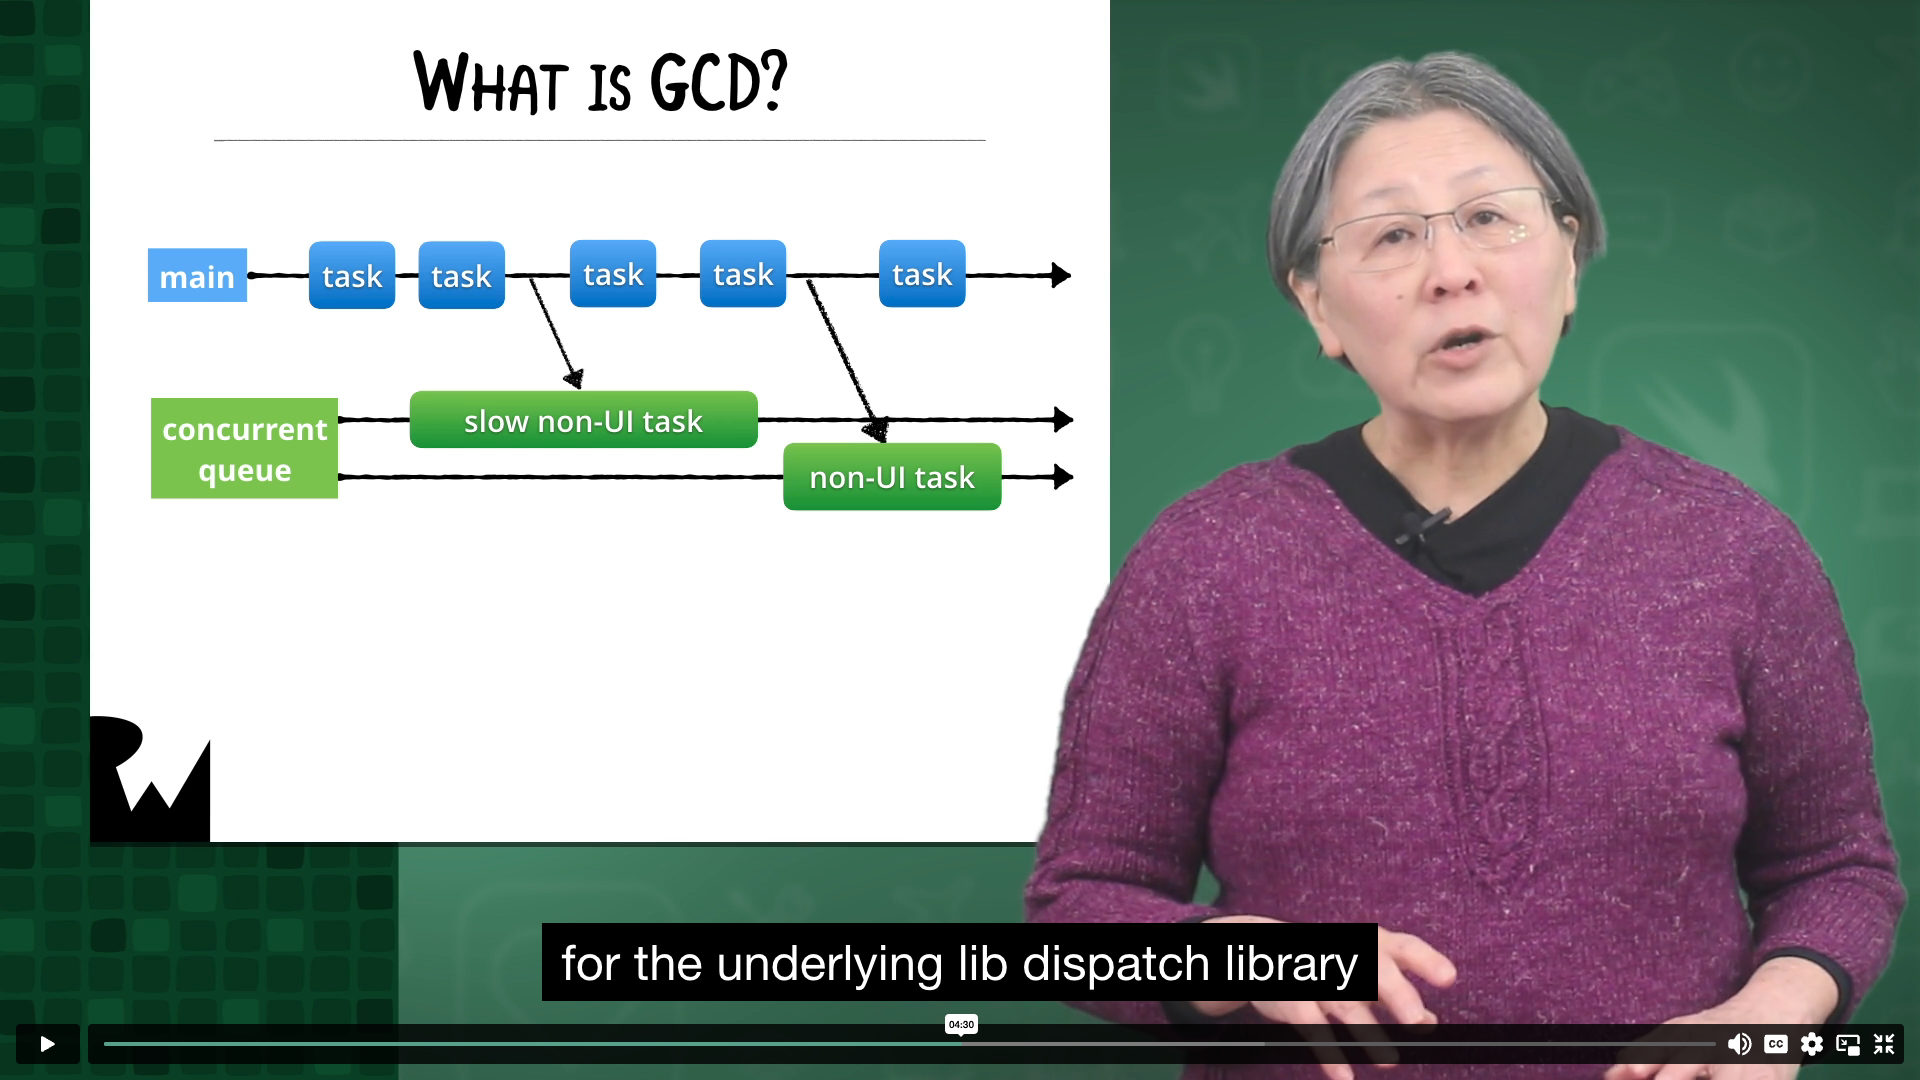 WHAT IS GCD?
main
task
task
task
task
task
concurrent
queue
slow non-UI task
non-UI task
RW
for the underlying lib dispatch library
04:30
CC